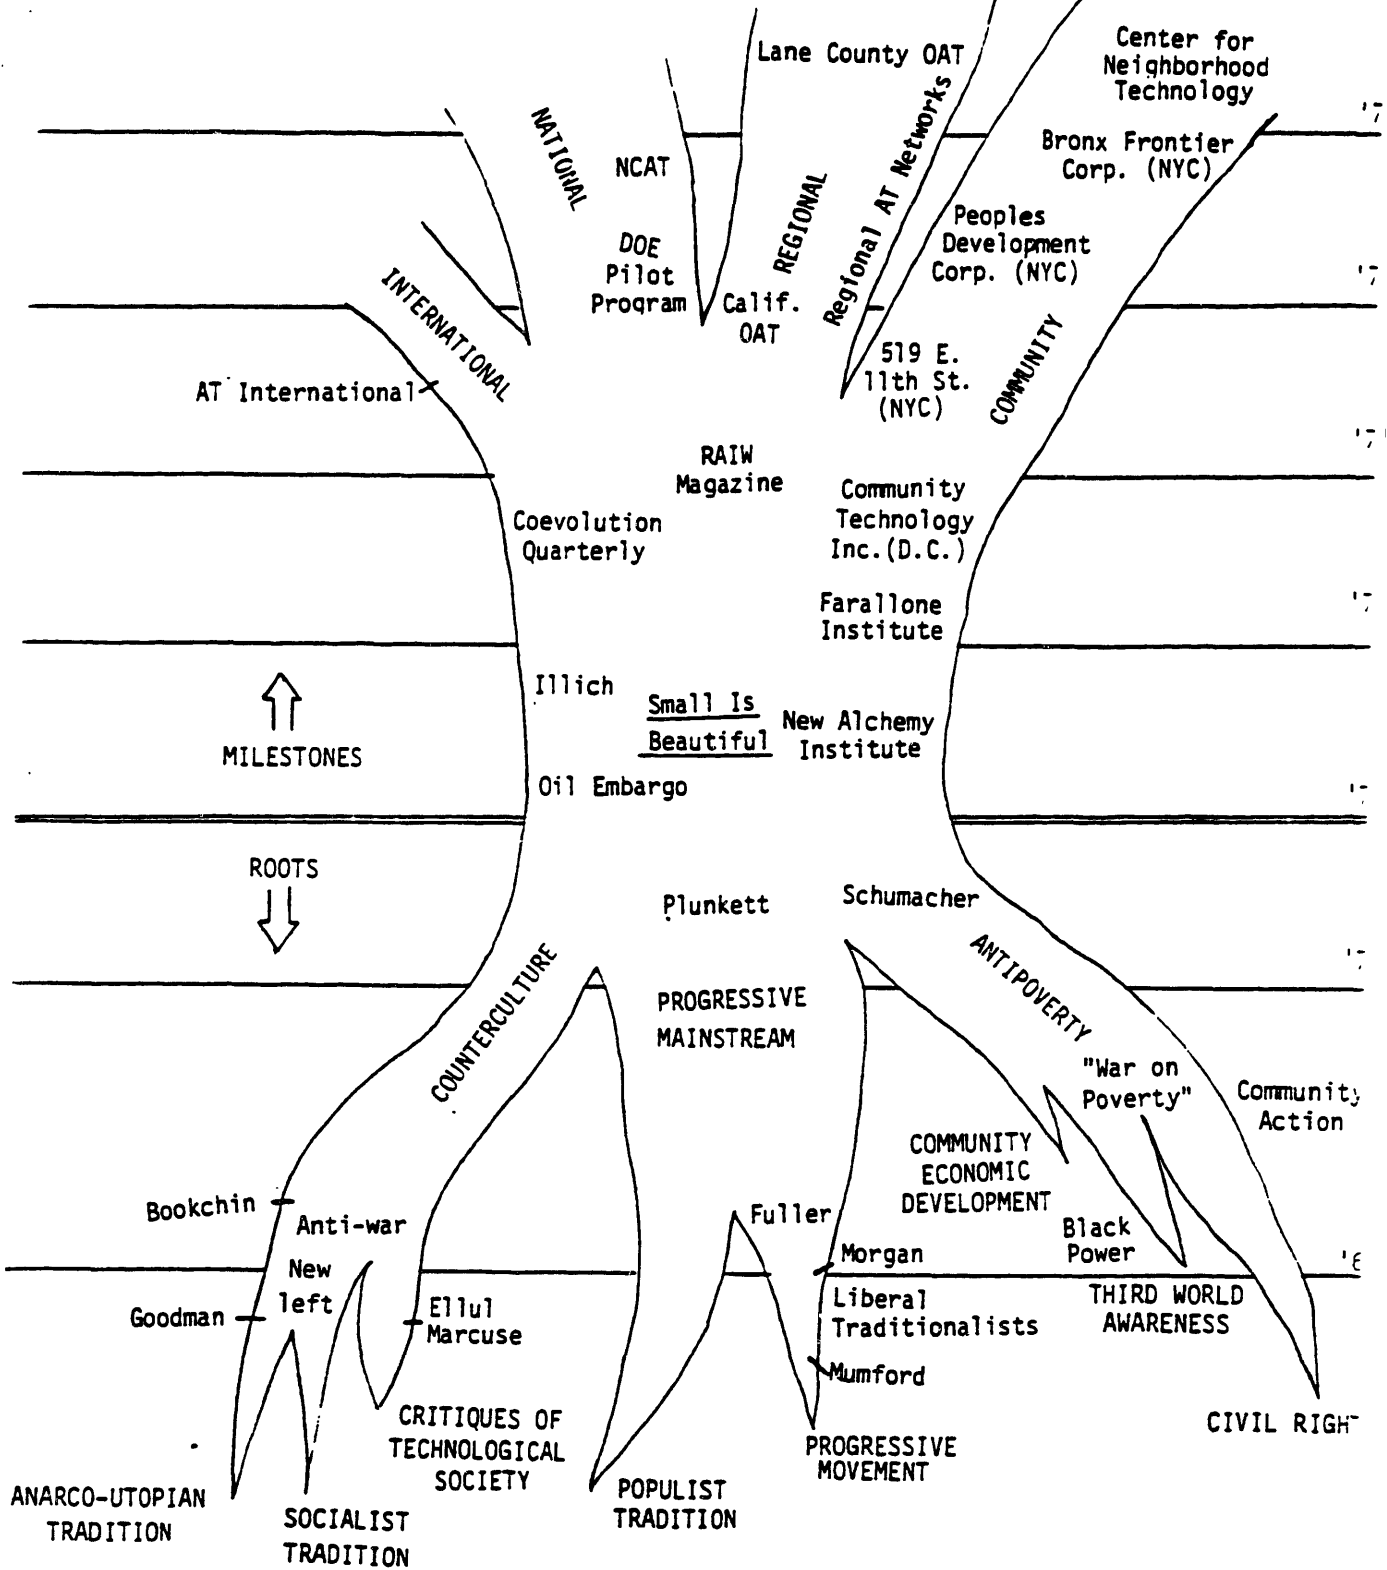 Lane County OAT
Center for
Neighborhood
Technology
NATIONAL
NCAT
REGIONAL
Regional AT Networks
Bronx Frontier
Corp. (NYC)
'7
DOE
Pilot
Program
Calif.
OAT
Peoples
Development
Corp. (NYC)
'7
INTERNATIONAL
AT International
519 E.
11th St.
(NYC)
COMMUNITY
'7
RAIW
Magazine
Coevolution
Quarterly
Community
Technology
Inc.(D.C.)
Farallone
Institute
'7
Illich
Small Is
Beautiful
New Alchemy
Institute
MILESTONES
Oil Embargo
ROOTS
Plunkett
Schumacher
COUNTERCULTURE
PROGRESSIVE
MAINSTREAM
ANTIPOVERTY
"War on
Poverty"
Community
Action
COMMUNITY
ECONOMIC
DEVELOPMENT
Bookchin
Anti-war
Fuller
Black
Power
Morgan
New
left
Goodman
Ellul
Marcuse
Liberal
Traditionalists
THIRD WORLD
AWARENESS
Mumford
CRITIQUES OF
TECHNOLOGICAL
SOCIETY
PROGRESSIVE
MOVEMENT
CIVIL RIGH
ANARCO-UTOPIAN
TRADITION
SOCIALIST
TRADITION
POPULIST
TRADITION